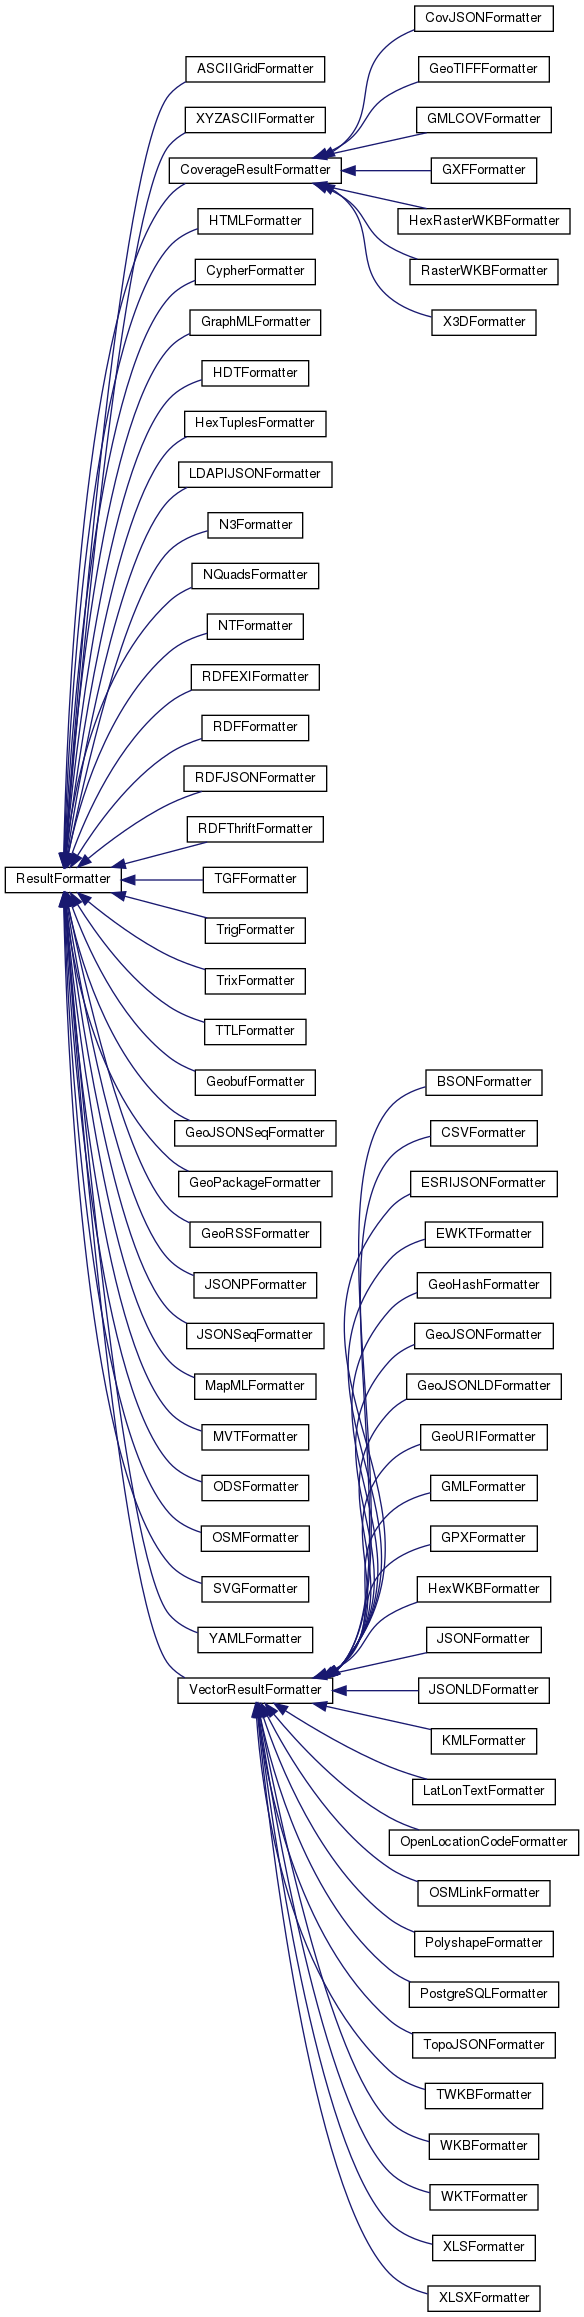 ResultFormatter
ASCIIGridFormatter
XYZASCIIFormatter
CoverageResultFormatter
HTMLFormatter
CypherFormatter
GraphMLFormatter
HDTFormatter
HexTuplesFormatter
LDAPIJSONFormatter
N3Formatter
NQuadsFormatter
NTFormatter
RDFEXIFormatter
RDFFormatter
RDFJSONFormatter
RDFThriftFormatter
TGFFormatter
TrigFormatter
TrixFormatter
TTLFormatter
GeobufFormatter
GeoJSONSeqFormatter
GeoPackageFormatter
GeoRSSFormatter
JSONPFormatter
JSONSeqFormatter
MapMLFormatter
MVTFormatter
ODSFormatter
OSMFormatter
SVGFormatter
YAMLFormatter
VectorResultFormatter
CovJSONFormatter
GeoTIFFFormatter
GMLCOVFormatter
GXFFormatter
HexRasterWKBFormatter
RasterWKBFormatter
X3DFormatter
BSONFormatter
CSVFormatter
ESRIJSONFormatter
EWKTFormatter
GeoHashFormatter
GeoJSONFormatter
GeoJSONLDFormatter
GeoURIFormatter
GMLFormatter
GPXFormatter
HexWKBFormatter
JSONFormatter
JSONLDFormatter
KMLFormatter
LatLonTextFormatter
OpenLocationCodeFormatter
OSMLinkFormatter
PolyshapeFormatter
PostgreSQLFormatter
TopoJSONFormatter
TWKBFormatter
WKBFormatter
WKTFormatter
XLSFormatter
XLSXFormatter